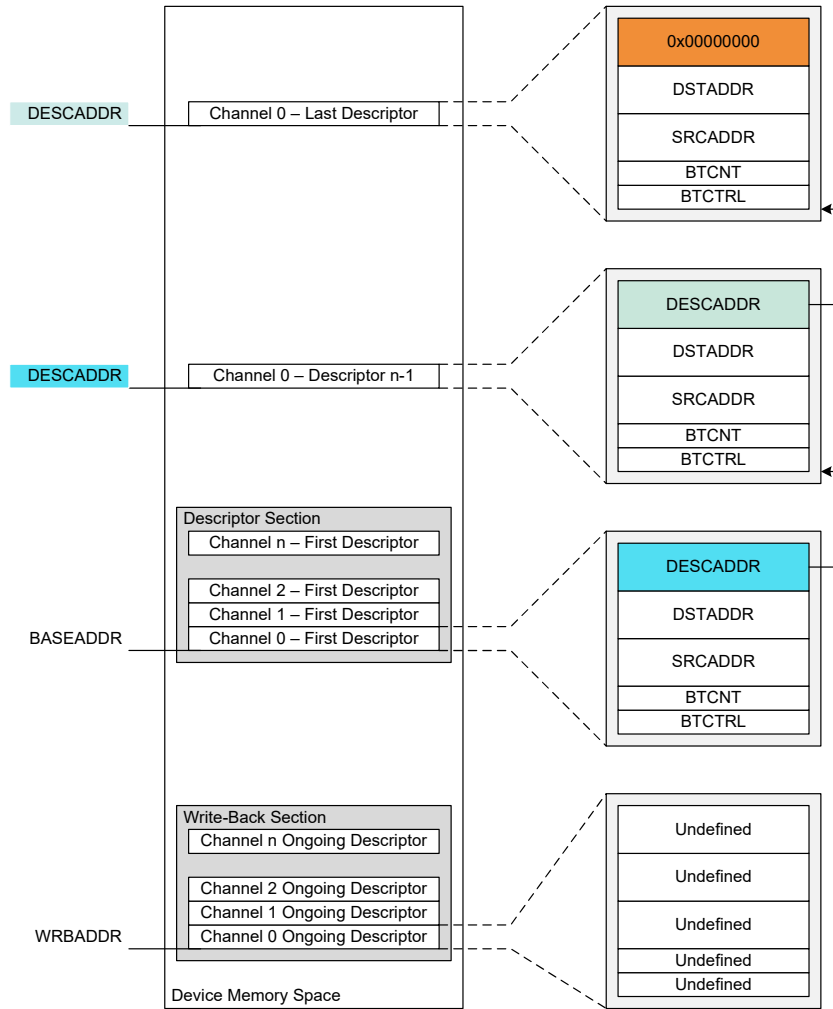 0x00000000
DSTADDR
SRCADDR
BTCNT
BTCTRL
DESCADDR
Channel 0 – Last Descriptor
DESCADDR
DSTADDR
SRCADDR
BTCNT
BTCTRL
DESCADDR
Channel 0 – Descriptor n-1
Descriptor Section
Channel n – First Descriptor
Channel 2 – First Descriptor
Channel 1 – First Descriptor
Channel 0 – First Descriptor
BASEADDR
DESCADDR
DSTADDR
SRCADDR
BTCNT
BTCTRL
Write-Back Section
Channel n Ongoing Descriptor
Channel 2 Ongoing Descriptor
Channel 1 Ongoing Descriptor
Channel 0 Ongoing Descriptor
WRBADDR
Undefined
Undefined
Undefined
Undefined
Undefined
Device Memory Space